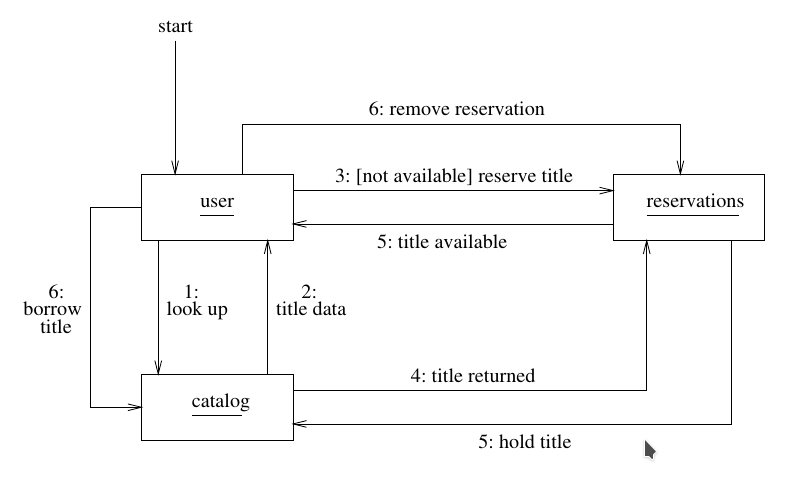 start
6: remove reservation
3: [not available] reserve title
user
reservations
5: title available
6:
borrow
title
1:
look up
2:
title data
4: title returned
catalog
5: hold title